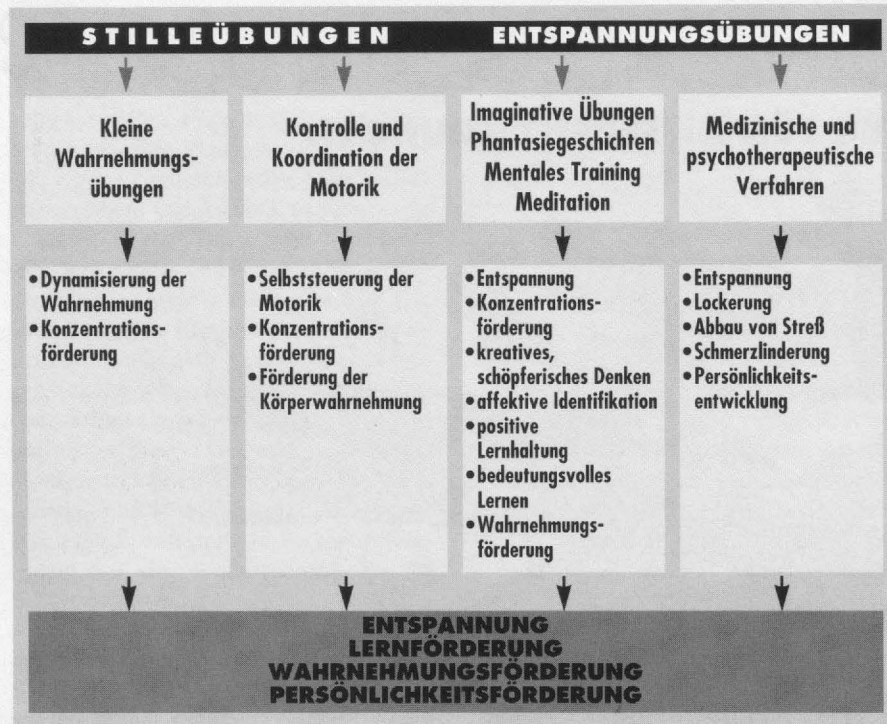 STILLEÜBUNGEN
ENTSPANNUNGSÜBUNGEN
Kleine
Wahrnehmungs-
übungen
Kontrolle und
Koordination der
Motorik
Imaginative Übungen
Phantasiegeschichten
Mentales Training
Meditation
Medizinische und
psychotherapeutische
Verfahren
• Dynamisierung der
Wahrnehmung
• Konzentrations-
förderung
• Selbststeuerung der
Motorik
• Konzentrations-
förderung
• Förderung der
Körperwahrnehmung
• Entspannung
• Konzentrations-
förderung
• kreatives,
schöpferisches Denken
• affektive Identifikation
• positive
Lernhaltung
• bedeutungsvolles
Lernen
• Wahrnehmungs-
förderung
• Entspannung
• Lockerung
• Abbau von Streß
• Schmerzlinderung
• Persönlichkeits-
entwicklung
ENTSPANNUNG
LERNFÖRDERUNG
WAHRNEHMUNGSFÖRDERUNG
PERSÖNLICHKEITSFÖRDERUNG